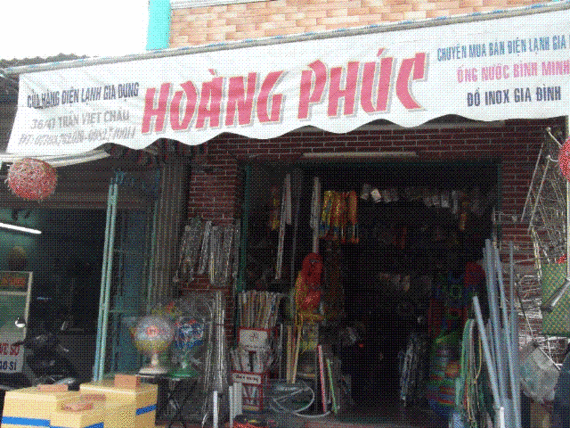 CỬA HÀNG ĐIỆN LẠNH GIA DỤNG
36/41 TRẦN VIỆT CHÂU
HOÀNG PHÚC
CHUYÊN MUA BÁN ĐIỆN LẠNH GIA
ỐNG NƯỚC BÌNH MINH
ĐỒ INOX GIA ĐÌNH